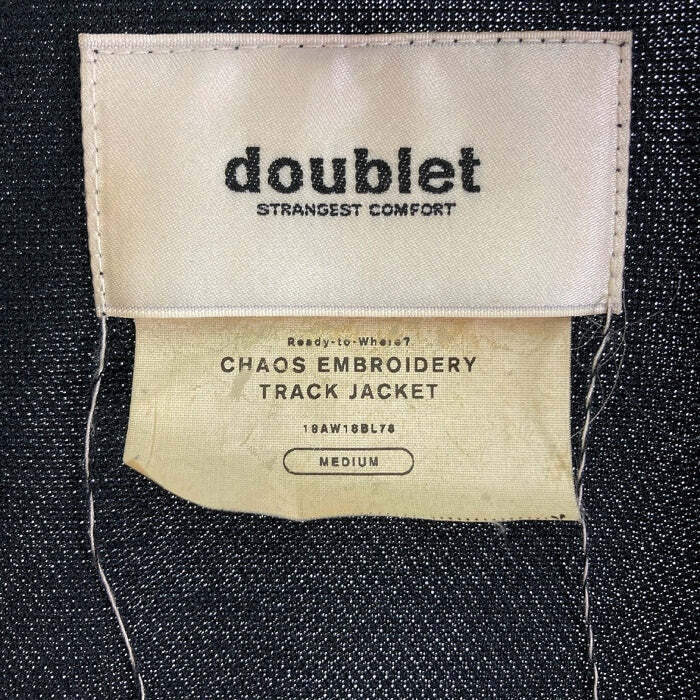 doublet
STRANGEST COMFORT
Ready-to-Where?
CHAOS EMBROIDERY
TRACK JACKET
18AW18BL78
MEDIUM